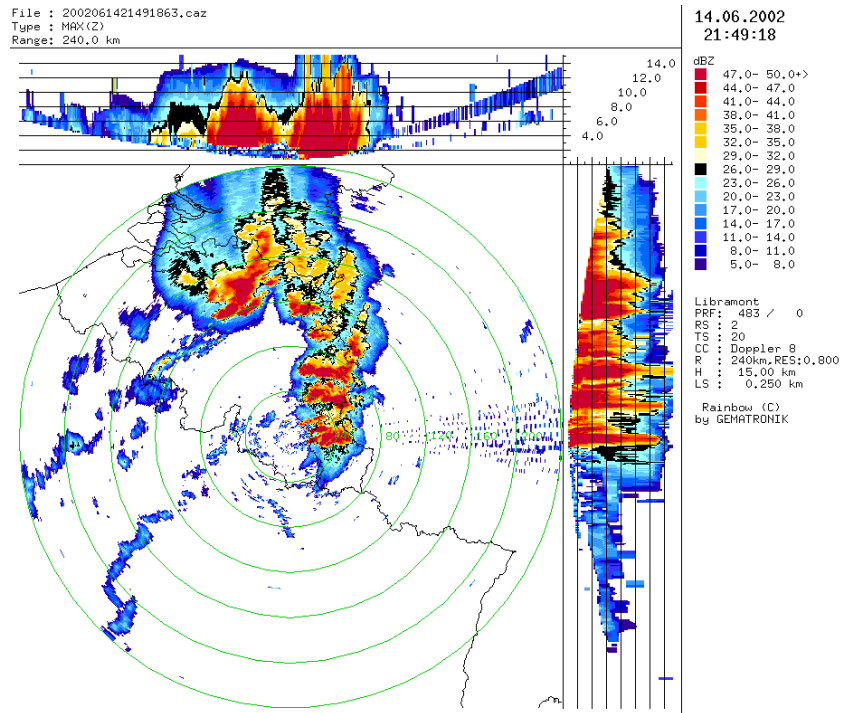 File : 2002061421491863.caz
Type : MAX(Z)
Range: 240.0 km
14.06.2002
21:49:18
14.0
12.0
10.0
8.0
6.0
4.0
dBZ
47.0- 50.0+>
44.0- 47.0
41.0- 44.0
38.0- 41.0
35.0- 38.0
32.0- 35.0
29.0- 32.0
26.0- 29.0
23.0- 26.0
20.0- 23.0
17.0- 20.0
14.0- 17.0
11.0- 14.0
8.0- 11.0
5.0- 8.0
Libramont
PRF: 483 / 0
RS : 2
TS : 20
CC : Doppler 8
R : 240km,RES:0.800
H : 15.00 km
LS : 0.250 km
Rainbow (C)
by GEMATRONIK
80 120 160 200